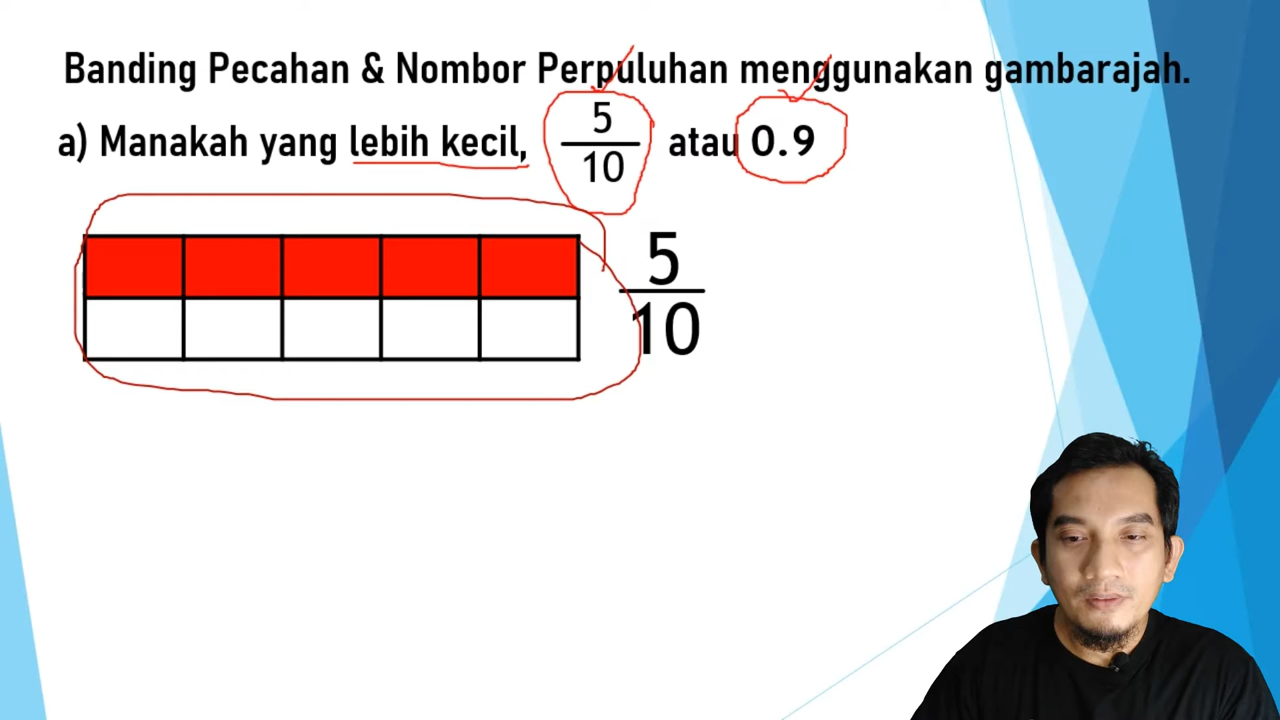 Banding Pecahan & Nombor Perpuluhan menggunakan gambarajah.
a) Manakah yang lebih kecil, 5/10 atau 0.9
5/10